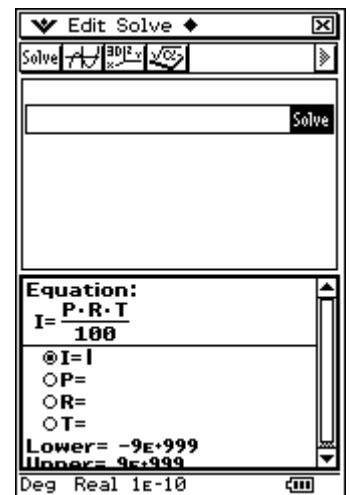 Edit Solve
Solve
Solve
Equation:
I=P·R·T/100
I=
P=
R=
T=
Lower= -9E+999
Upper= 9E+999
Deg Real 1E-10